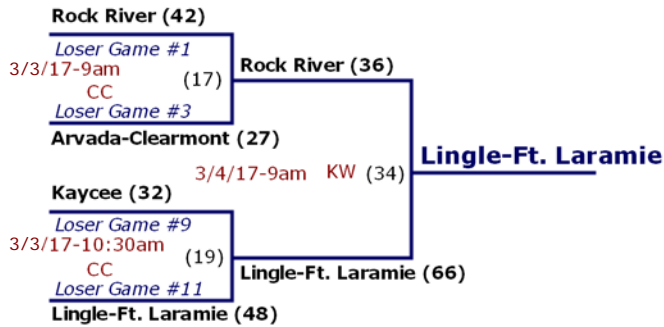 Rock River (42)
Loser Game #1
3/3/17-9am
(17)
CC
Loser Game #3
Arvada-Clearmont (27)
Rock River (36)
3/4/17-9am KW (34)
Lingle-Ft. Laramie
Kaycee (32)
Loser Game #9
3/3/17-10:30am
(19)
CC
Loser Game #11
Lingle-Ft. Laramie (48)
Lingle-Ft. Laramie (66)